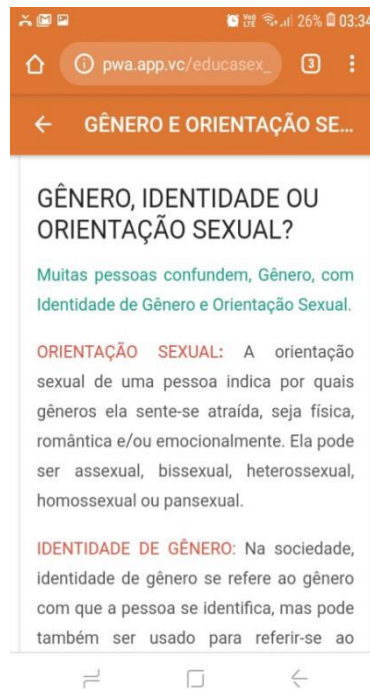 26% 03:34
pwa.app.vc/educasex_ 3
GÊNERO E ORIENTAÇÃO SE...
GÊNERO, IDENTIDADE OU
ORIENTAÇÃO SEXUAL?
Muitas pessoas confundem, Gênero, com
Identidade de Gênero e Orientação Sexual.
ORIENTAÇÃO SEXUAL: A orientação
sexual de uma pessoa indica por quais
gêneros ela sente-se atraída, seja física,
romântica e/ou emocionalmente. Ela pode
ser assexual, bissexual, heterossexual,
homossexual ou pansexual.
IDENTIDADE DE GÊNERO: Na sociedade,
identidade de gênero se refere ao gênero
com que a pessoa se identifica, mas pode
também ser usado para referir-se ao